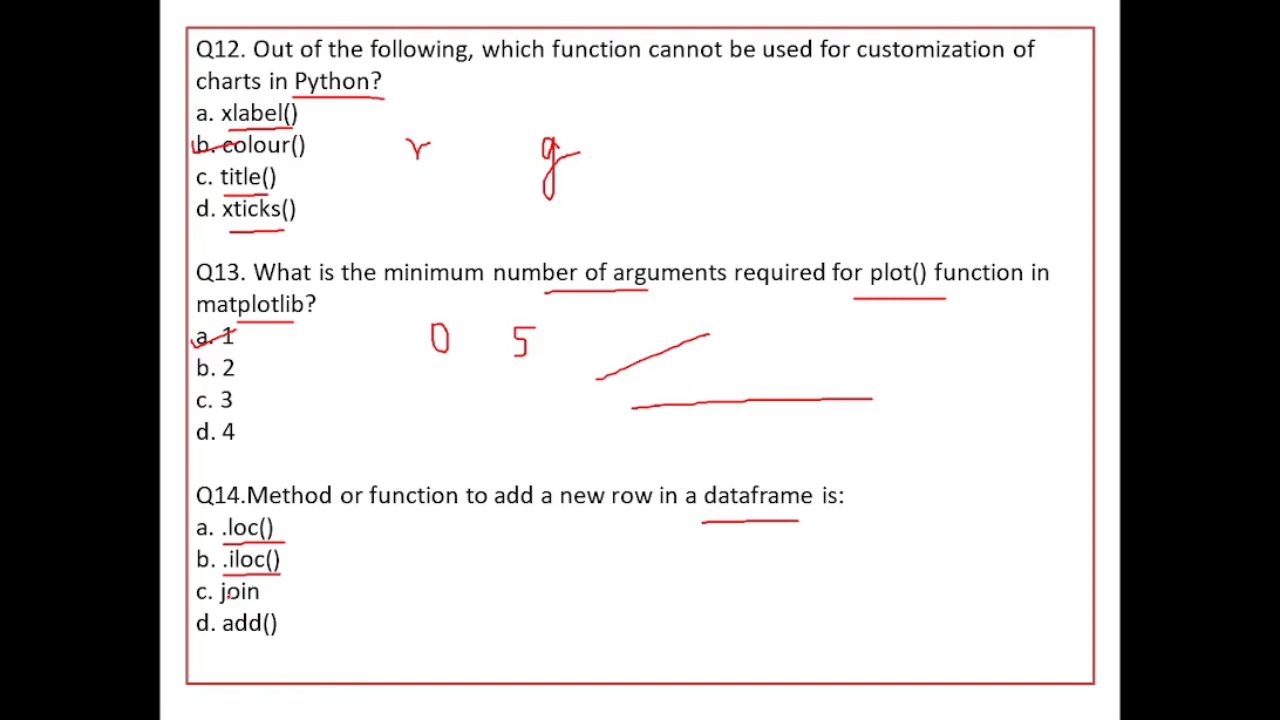 Q12. Out of the following, which function cannot be used for customization of
charts in Python?
a. xlabel()
b. colour() r g
c. title()
d. xticks()
Q13. What is the minimum number of arguments required for plot() function in
matplotlib?
a. 1 0 5
b. 2
c. 3
d. 4
Q14.Method or function to add a new row in a dataframe is:
a. .loc()
b. .iloc()
c. join
d. add()